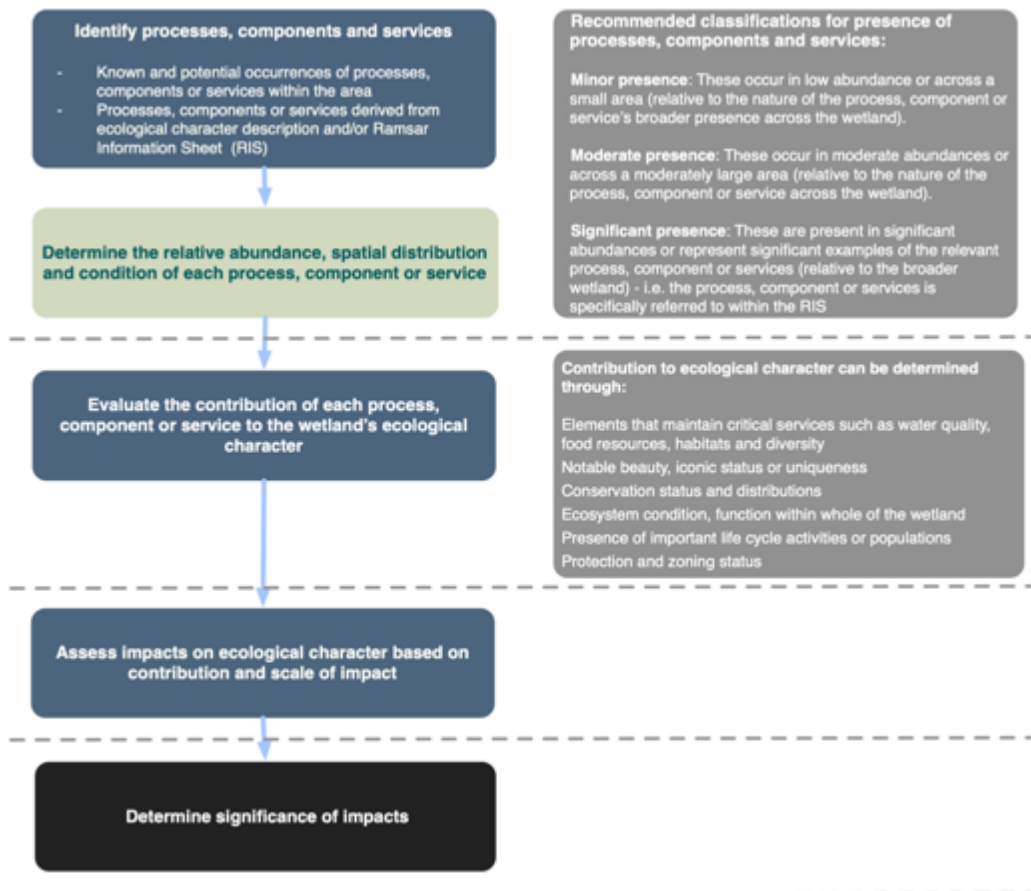 Identify processes, components and services
- Known and potential occurrences of processes,
components or services within the area
- Processes, components or services derived from
ecological character description and/or Ramsar
Information Sheet (RIS)
Determine the relative abundance, spatial distribution
and condition of each process, component or service
Recommended classifications for presence of
processes, components and services:
Minor presence: These occur in low abundance or across a
small area (relative to the nature of the process, component or
service's broader presence across the wetland).
Moderate presence: These occur in moderate abundances or
across a moderately large area (relative to the nature of the
process, component or service across the wetland).
Significant presence: These are present in significant
abundances or represent significant examples of the relevant
process, component or services (relative to the broader
wetland) - i.e. the process, component or services is
specifically referred to within the RIS
Evaluate the contribution of each process,
component or service to the wetland's ecological
character
Contribution to ecological character can be determined
through:
Elements that maintain critical services such as water quality,
food resources, habitats and diversity
Notable beauty, iconic status or uniqueness
Conservation status and distributions
Ecosystem condition, function within whole of the wetland
Presence of important life cycle activities or populations
Protection and zoning status
Assess impacts on ecological character based on
contribution and scale of impact
Determine significance of impacts